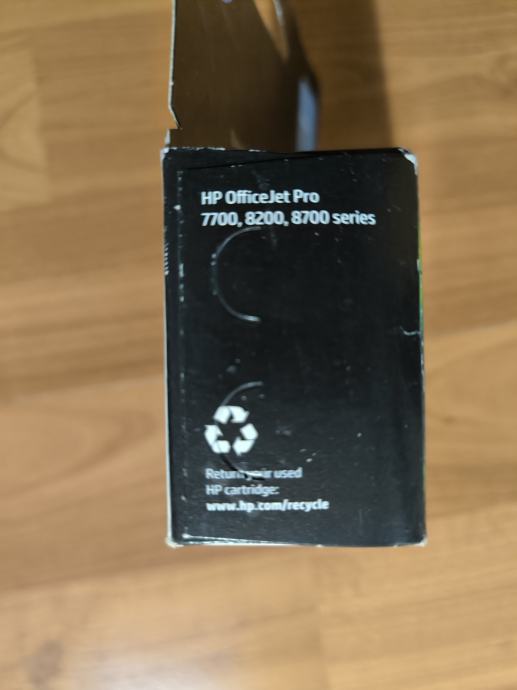 HP OfficeJet Pro
7700, 8200, 8700 series
Return your used
HP cartridge:
www.hp.com/recycle